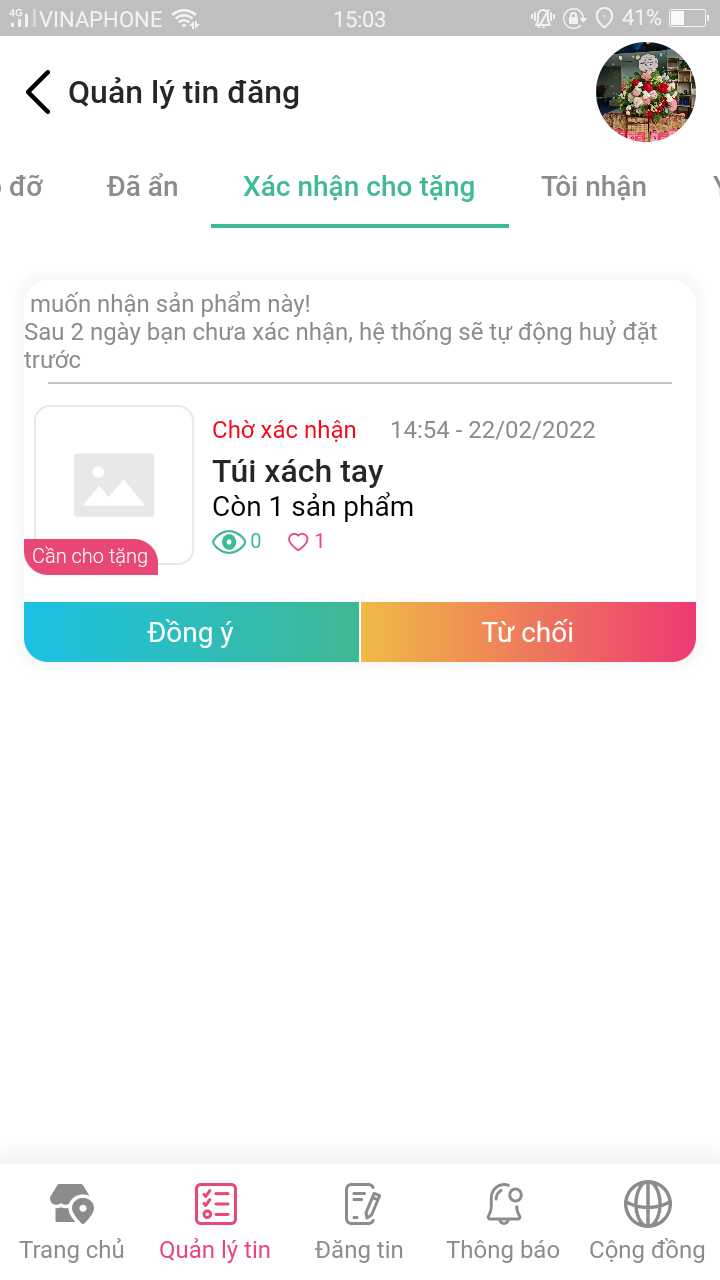 4G VINAPHONE 15:03 41%
Quản lý tin đăng
đỡ Đã ẩn Xác nhận cho tặng Tôi nhận
muốn nhận sản phẩm này!
Sau 2 ngày bạn chưa xác nhận, hệ thống sẽ tự động huỷ đặt
trước
Chờ xác nhận 14:54 - 22/02/2022
Túi xách tay
Còn 1 sản phẩm
0 1
Cần cho tặng
Đồng ý Từ chối
Trang chủ Quản lý tin Đăng tin Thông báo Cộng đồng